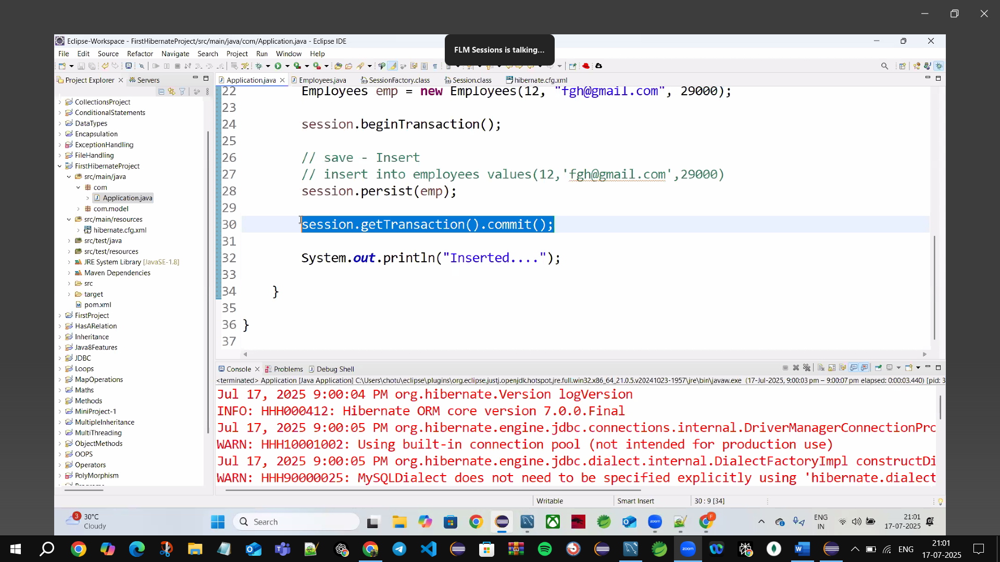 Eclipse-Workspace - FirstHibernateProject/src/main/java/com/Application.java - Eclipse IDE
FLM Sessions is talking...
File Edit Source Refactor Navigate Search Project Run Window Help
Project Explorer
Servers
CollectionsProject
ConditionalStatements
DataTypes
Encapsulation
ExceptionHandling
FileHandling
FirstHibernateProject
src/main/java
com
Application.java
com.model
src/main/resources
hibernate.cfg.xml
src/test/java
src/test/resources
JRE System Library [JavaSE-1.8]
Maven Dependencies
src
target
pom.xml
FirstProject
HasARelation
Inheritance
Java8Features
JDBC
Loops
MapOperations
Maths
Methods
MiniProject-1
MultipleInheritance
MultiThreading
ObjectMethods
OOPS
Operators
PolyMorphism
Application.java Employees.java SessionFactory.class Session.class hibernate.cfg.xml
22 Employees emp = new Employees(12, "fgh@gmail.com", 29000);
23
24 session.beginTransaction();
25
26 // save - Insert
27 // insert into employees values(12,'fgh@gmail.com',29000)
28 session.persist(emp);
29
30 session.getTransaction().commit();
31
32 System.out.println("Inserted....");
33
34 }
35
36 }
37
Console Problems Debug Shell
<terminated> Application [Java Application] C:\Users\chotu\eclipse\plugins\org.eclipse.justj.openjdk.hotspot.jre.full.win32.x86_64_21.0.5.v20241023-1957\jre\bin\javaw.exe (17-Jul-2025, 9:00:03 pm – 9:00:07 pm elapsed: 0:00:03.440) [pid: 3
Jul 17, 2025 9:00:04 PM org.hibernate.Version logVersion
INFO: HHH000412: Hibernate ORM core version 7.0.0.Final
Jul 17, 2025 9:00:05 PM org.hibernate.engine.jdbc.connections.internal.DriverManagerConnectionPro
WARN: HHH10001002: Using built-in connection pool (not intended for production use)
Jul 17, 2025 9:00:05 PM org.hibernate.engine.jdbc.dialect.internal.DialectFactoryImpl constructDi
WARN: HHH90000025: MySQLDialect does not need to be specified explicitly using 'hibernate.dialect
Writable Smart Insert 30 : 9 [34]
3
30°C
Cloudy
Search
zoom
F
ENG
IN
21:01
17-07-2025
zoom
ENG
21:01
17-07-2025